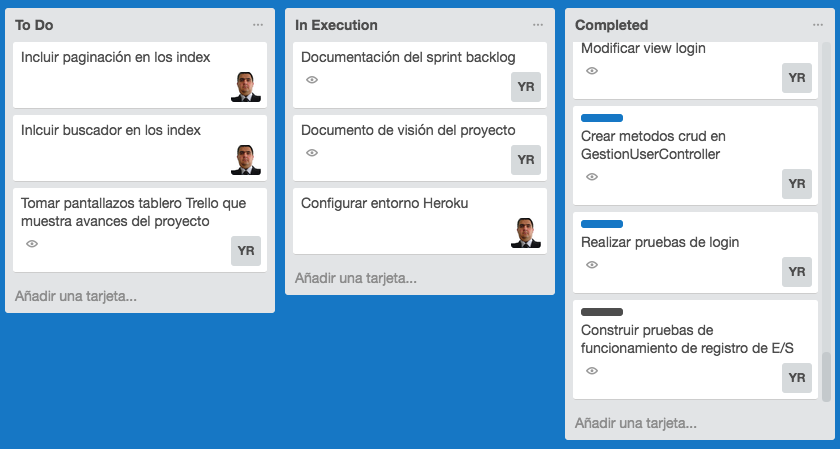 To Do
Incluir paginación en los index
Inlcuir buscador en los index
Tomar pantallazos tablero Trello que
muestra avances del proyecto
YR
Añadir una tarjeta...
In Execution
Documentación del sprint backlog
YR
Documento de visión del proyecto
YR
Configurar entorno Heroku
Añadir una tarjeta...
Completed
Modificar view login
YR
Crear metodos crud en
GestionUserController
YR
Realizar pruebas de login
YR
Construir pruebas de
funcionamiento de registro de E/S
YR
Añadir una tarjeta...